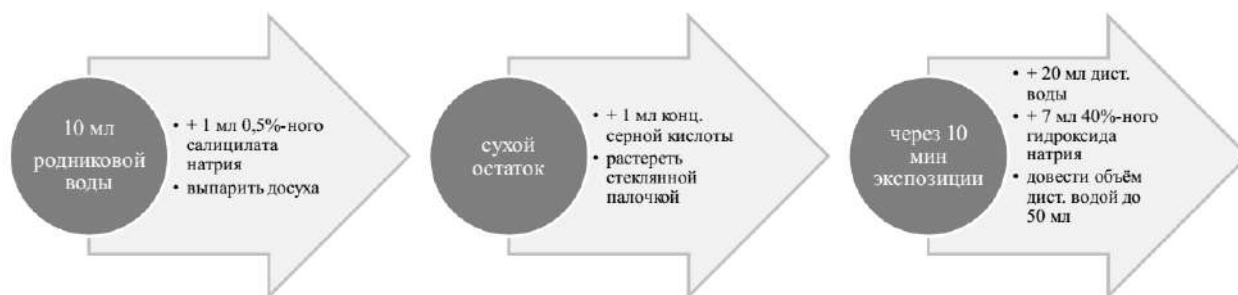 10 мл
родниковой
воды
• + 1 мл 0,5%-ного
салицилата
натрия
• выпарить досуха
сухой
остаток
• + 1 мл конц.
серной кислоты
• растереть
стеклянной
палочкой
через 10
мин
экспозиции
• + 20 мл дист.
воды
• + 7 мл 40%-ного
гидроксида
натрия
• довести объём
дист. водой до
50 мл